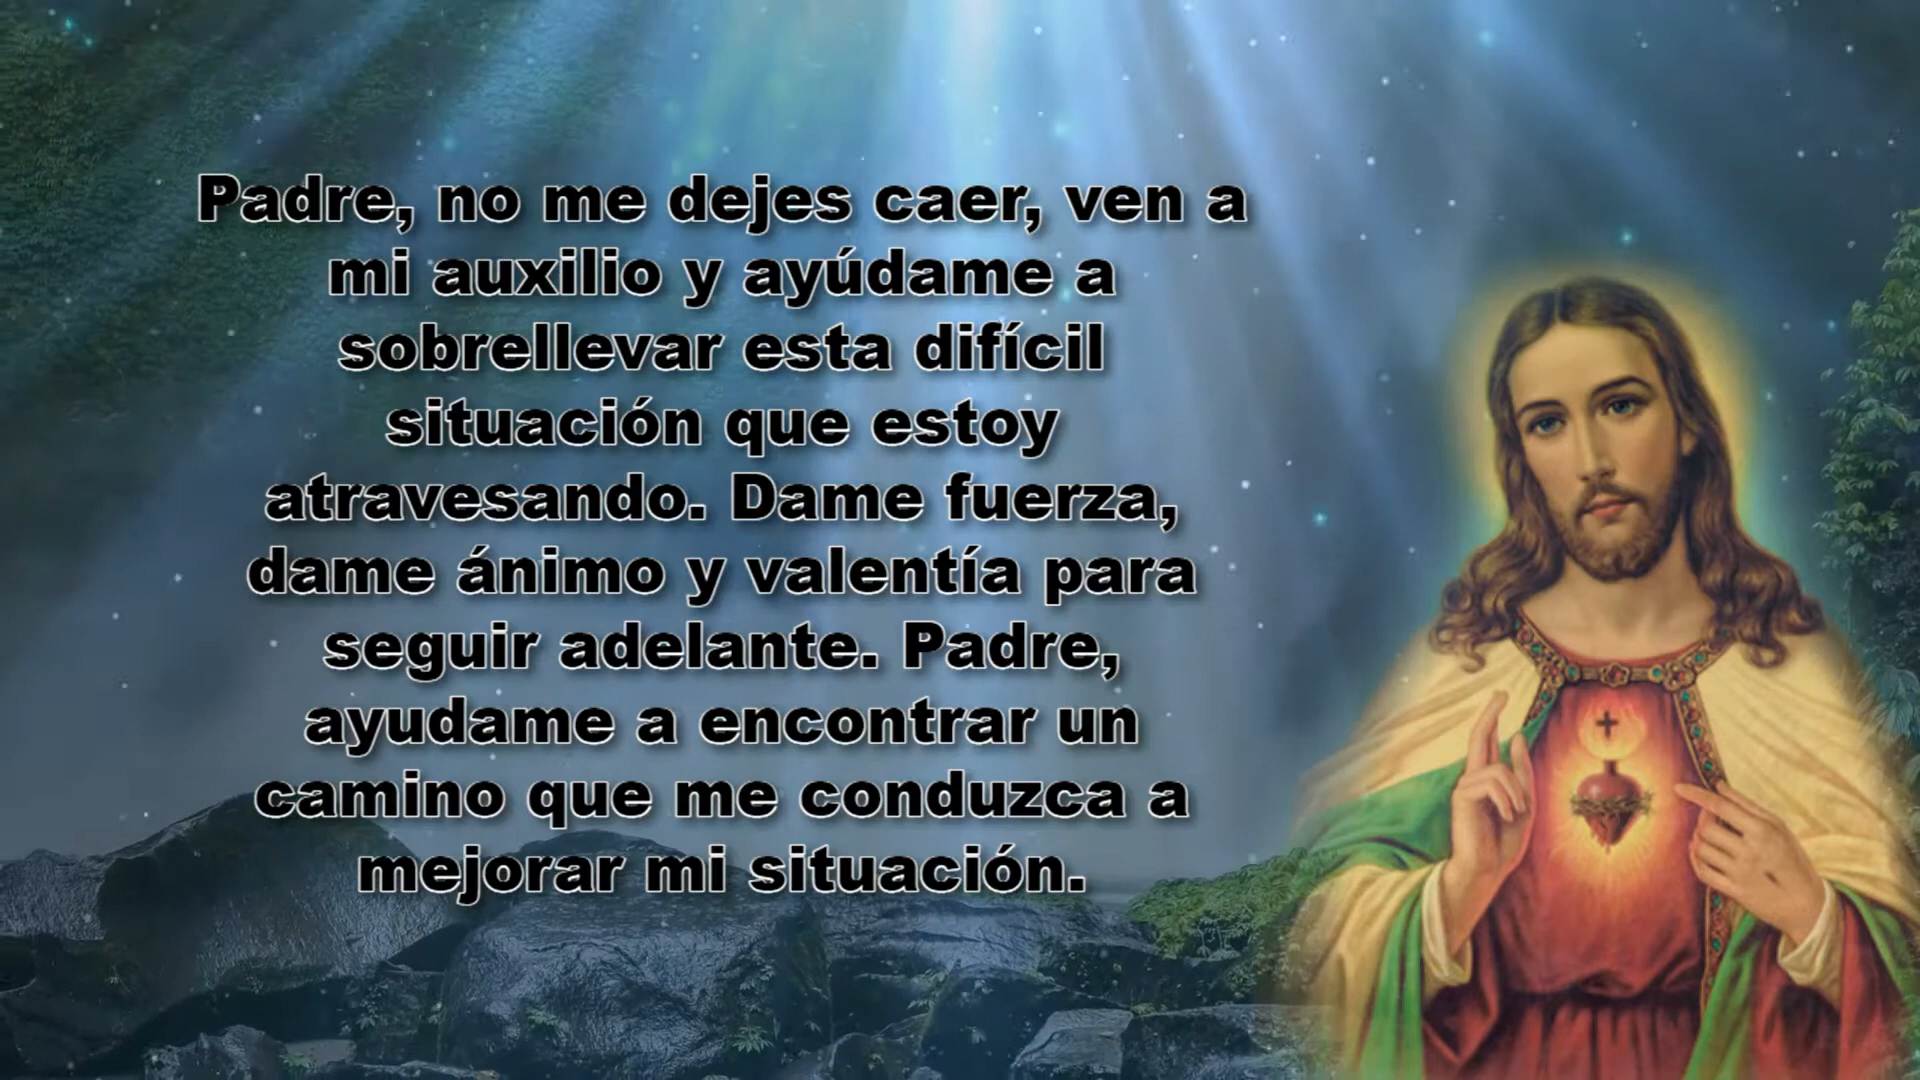 Padre, no me dejes caer, ven a
mi auxilio y ayúdame a
sobrellevar esta difícil
situación que estoy
atravesando. Dame fuerza,
dame ánimo y valentía para
seguir adelante. Padre,
ayudame a encontrar un
camino que me conduzca a
mejorar mi situación.